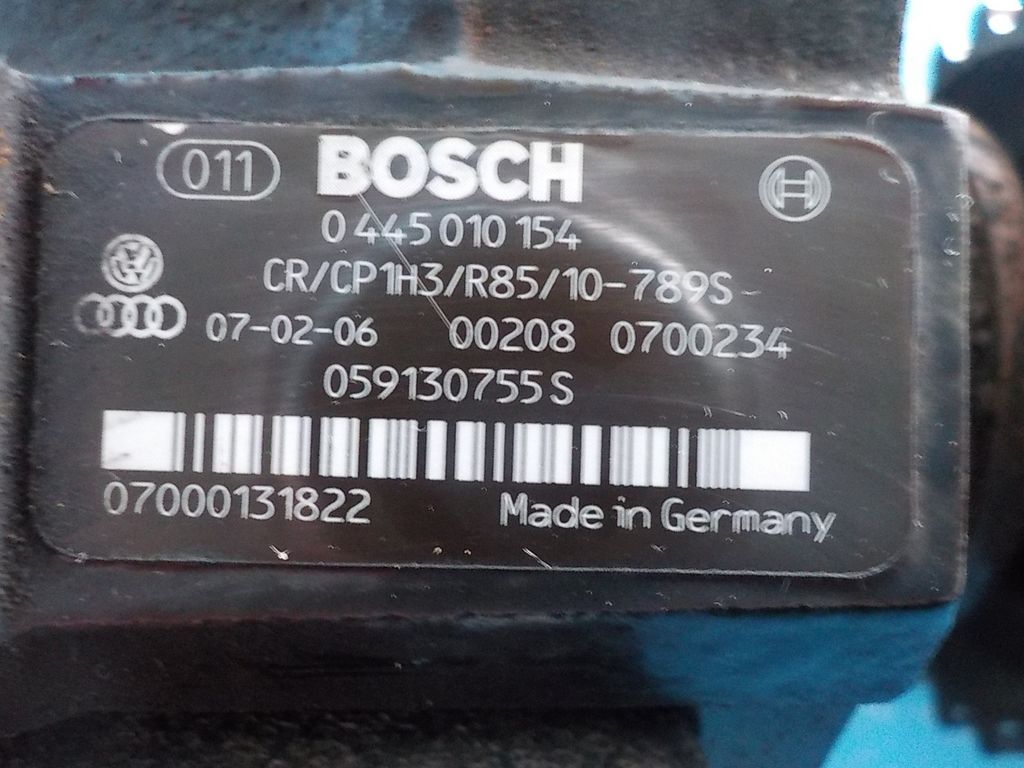 011 BOSCH
0 445 010 154
CR/CP1H3/R85/10-789S
07-02-06 00208 0700234
059130755S
07000131822 Made in Germany